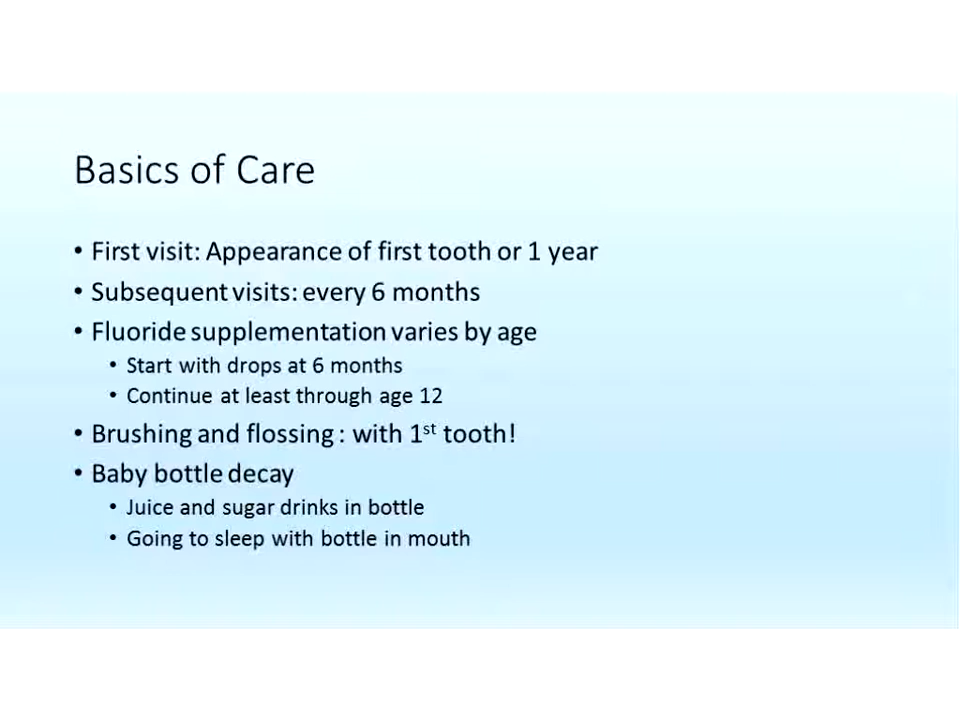 Basics of Care
• First visit: Appearance of first tooth or 1 year
• Subsequent visits: every 6 months
• Fluoride supplementation varies by age
• Start with drops at 6 months
• Continue at least through age 12
• Brushing and flossing : with 1st tooth!
• Baby bottle decay
• Juice and sugar drinks in bottle
• Going to sleep with bottle in mouth